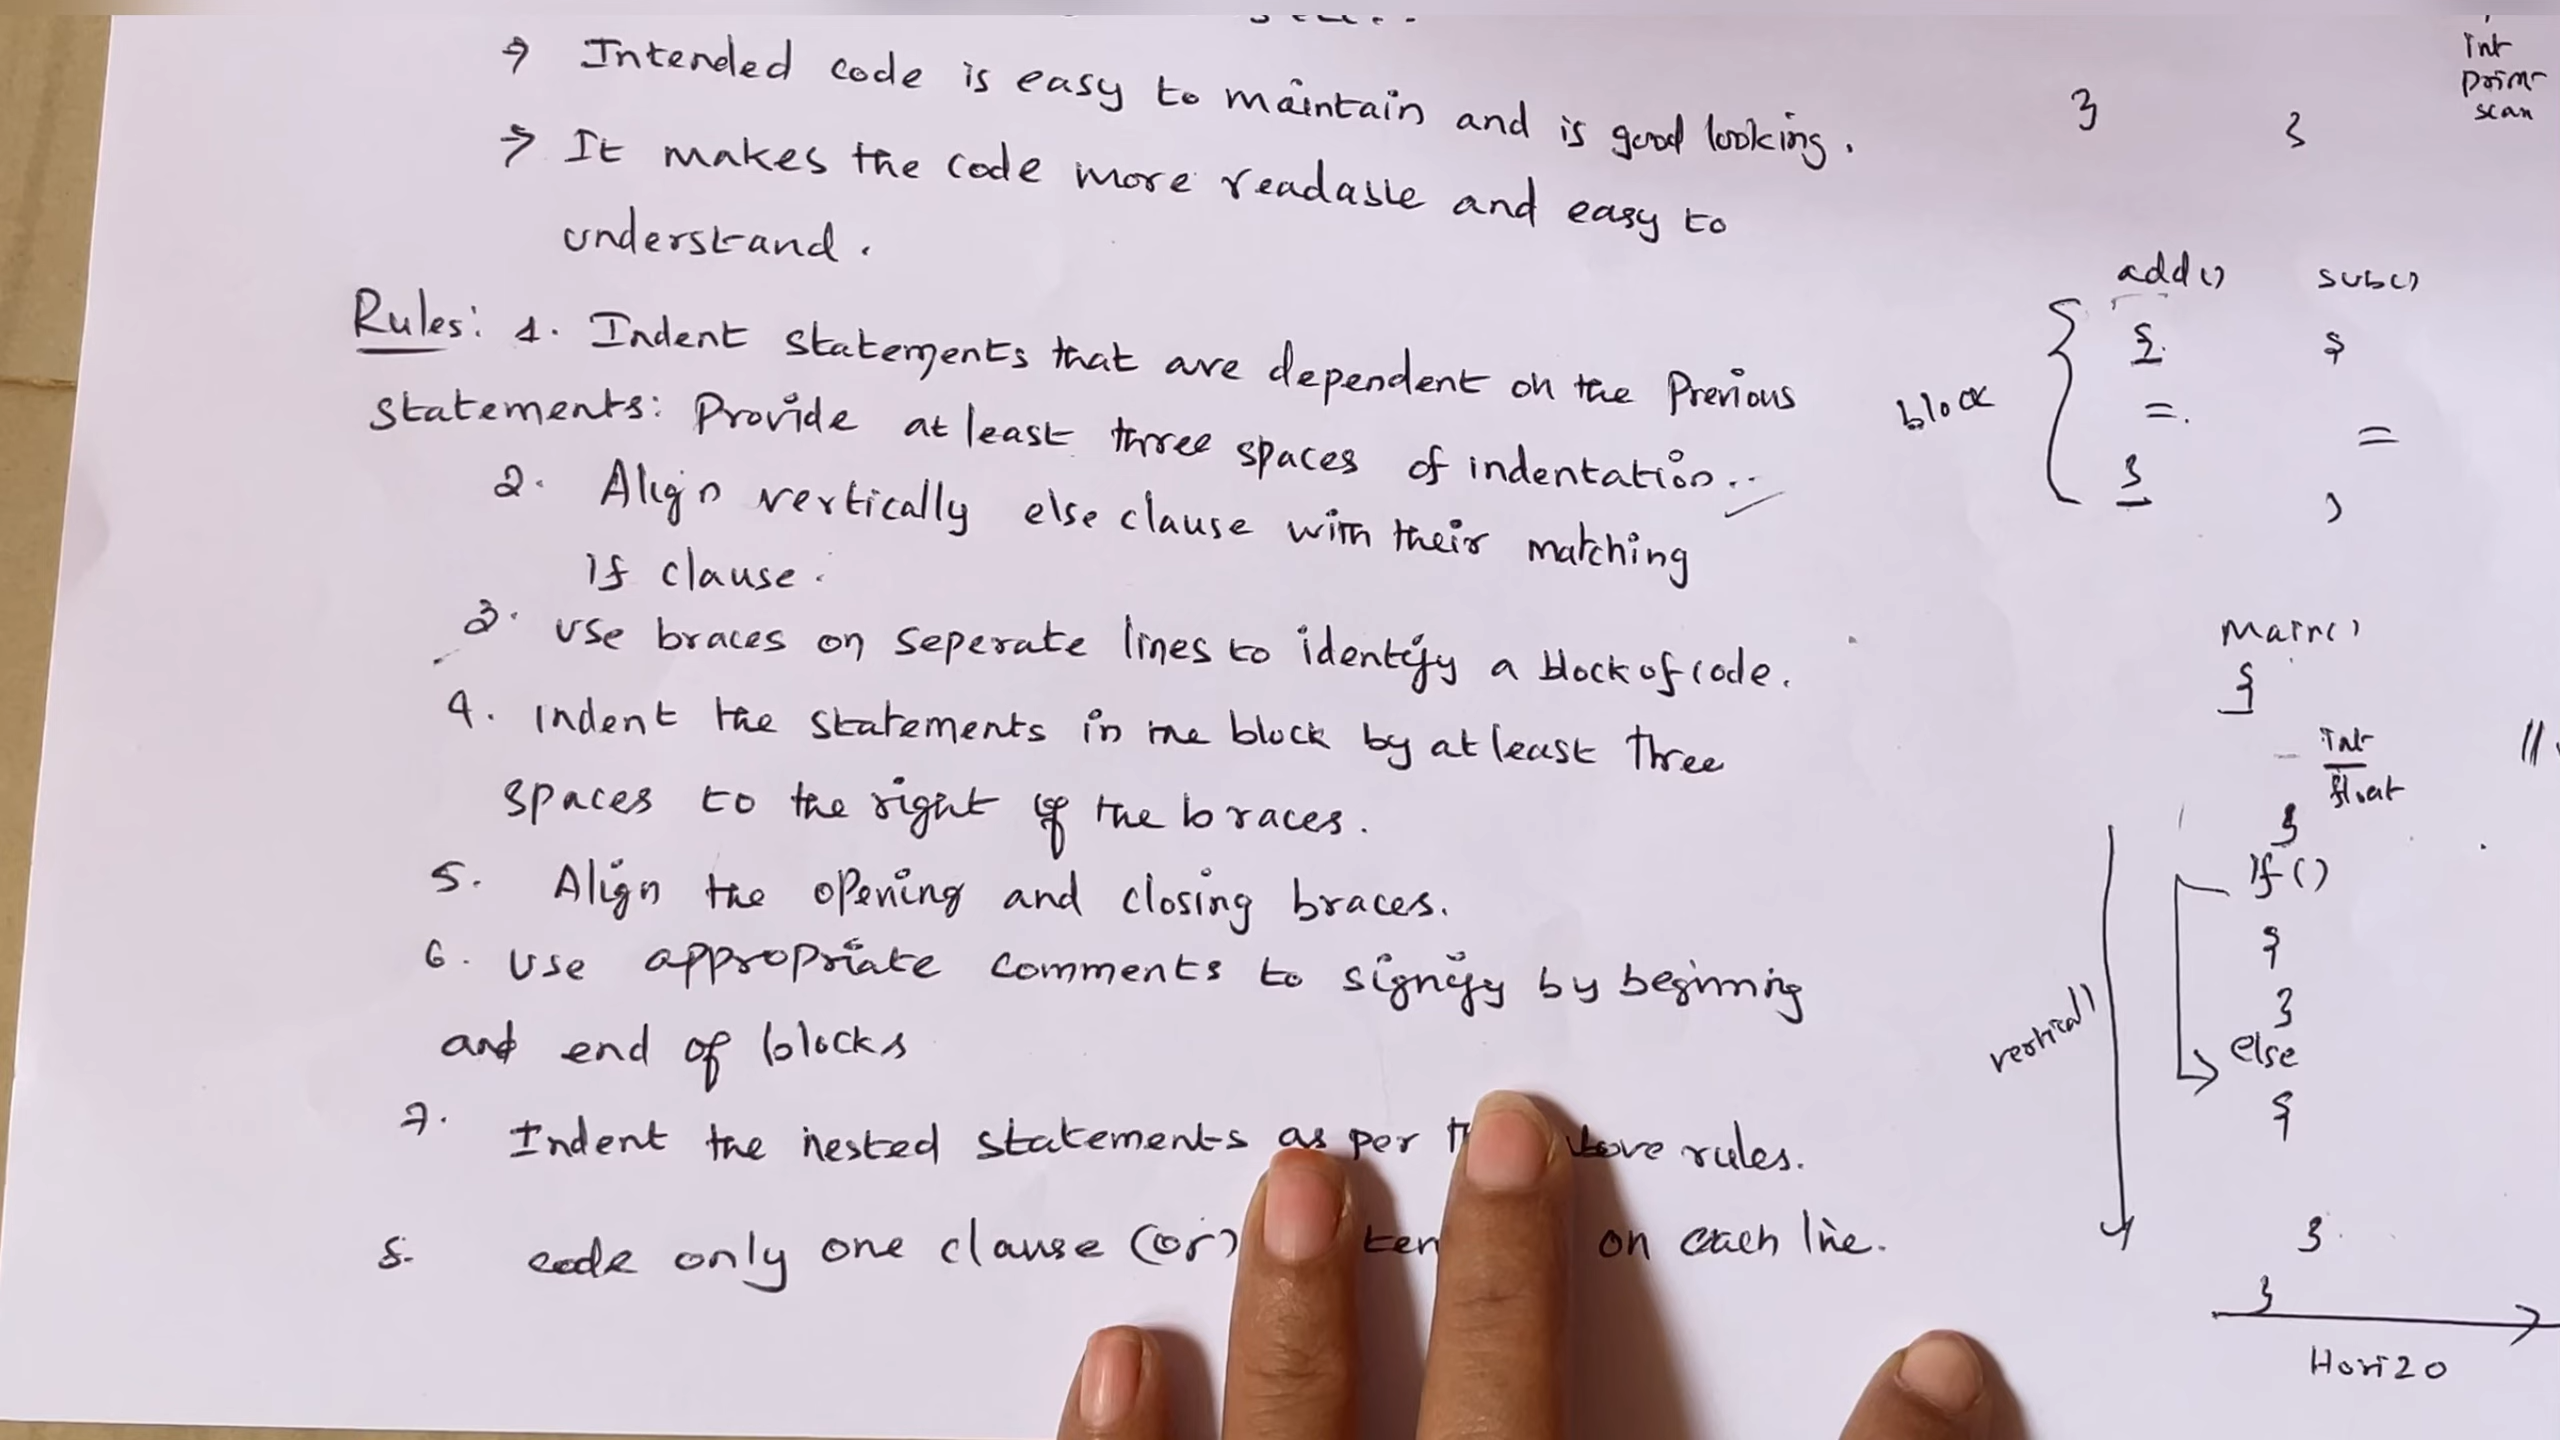 → Intended code is easy to maintain and is good looking.
→ It makes the code more readable and easy to
understand.
Rules: 1. Indent statements that are dependent on the Previous
statements: Provide at least three spaces of indentation..
2. Align vertically else clause with their matching
if clause.
3. use braces on seperate lines to identify a block of code.
4. indent the statements in the block by at least three
spaces to the right of the braces.
5. Align the opening and closing braces.
6. use appropriate comments to signify by beginning
and end of blocks
7. Indent the nested statements as per above rules.
8. code only one clause (or) on each line.
int
scan
}
}
add() sub()
block { {
= =
} }
main()
{
int
float
}
if()
{
}
else
{
}
}
vertical
Horizo
//